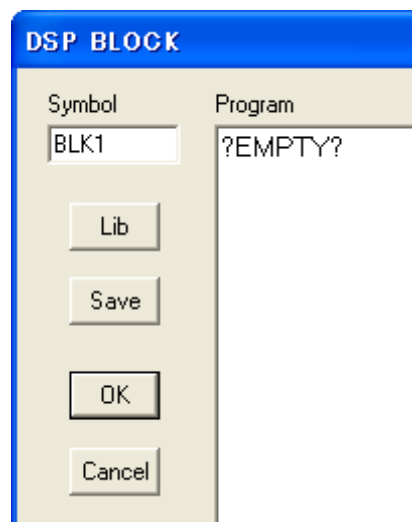 DSP BLOCK
Symbol
BLK1
Lib
Save
OK
Cancel
Program
?EMPTY?